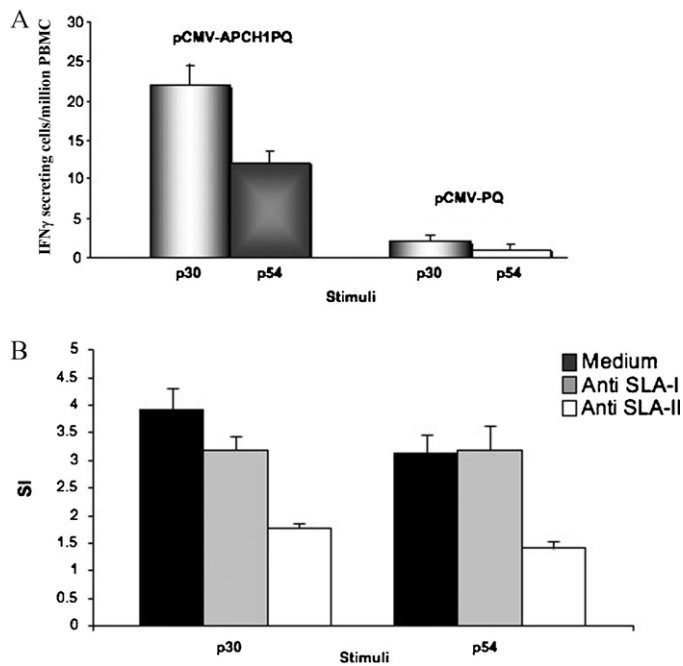 A
pCMV-APCH1PQ
IFNγ secreting cells/million PBMC
30
25
20
15
10
5
0
pCMV-PQ
p30
p54
p30
p54
Stimuli
B
5
4.5
4
3.5
3
2.5
2
1.5
1
0.5
0
SI
Medium
Anti SLA-I
Anti SLA-II
p30
p54
Stimuli